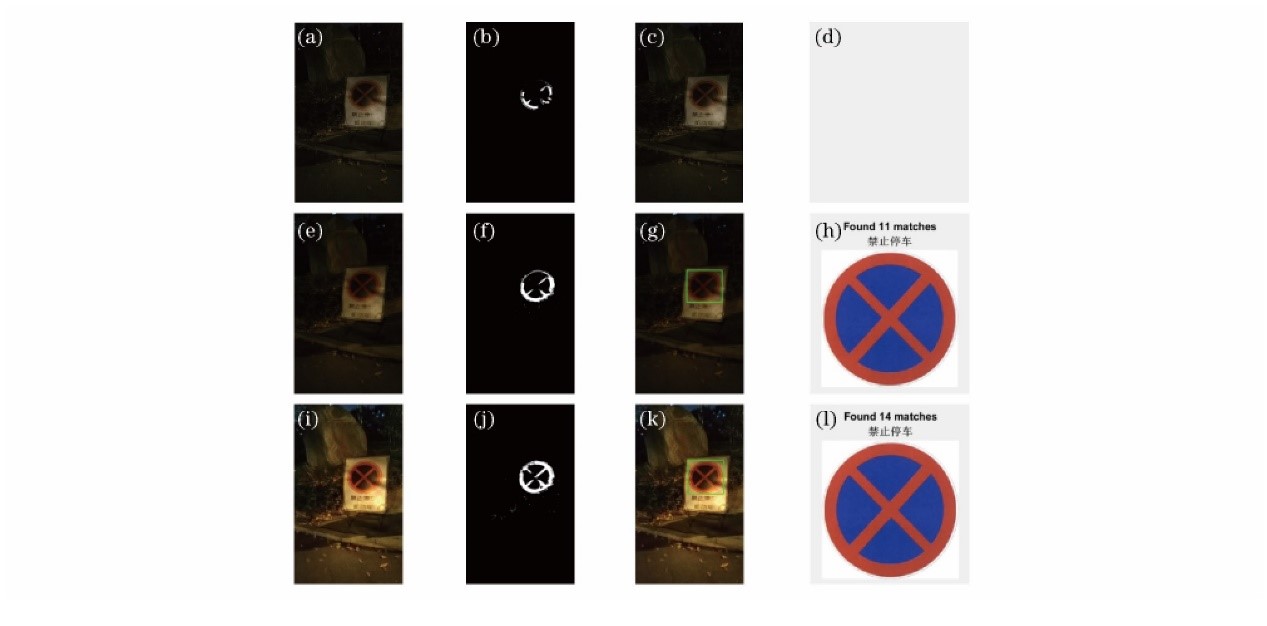 (a)
(b)
(c)
(d)
(e)
(f)
(g)
(h)
Found 11 matches
禁止停车
(i)
(j)
(k)
(l)
Found 14 matches
禁止停车